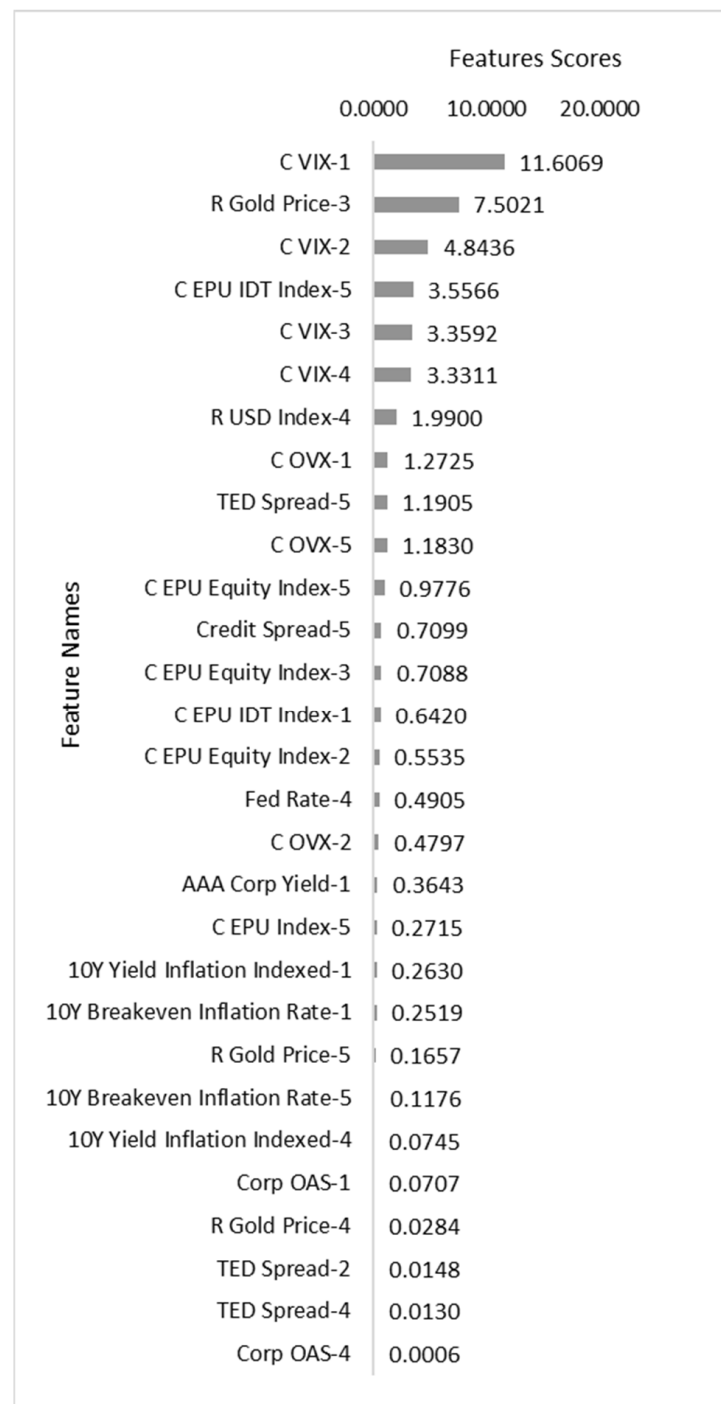 Features Scores
0.0000 10.0000 20.0000
Feature Names
C VIX-1 11.6069
R Gold Price-3 7.5021
C VIX-2 4.8436
C EPU IDT Index-5 3.5566
C VIX-3 3.3592
C VIX-4 3.3311
R USD Index-4 1.9900
C OVX-1 1.2725
TED Spread-5 1.1905
C OVX-5 1.1830
C EPU Equity Index-5 0.9776
Credit Spread-5 0.7099
C EPU Equity Index-3 0.7088
C EPU IDT Index-1 0.6420
C EPU Equity Index-2 0.5535
Fed Rate-4 0.4905
C OVX-2 0.4797
AAA Corp Yield-1 0.3643
C EPU Index-5 0.2715
10Y Yield Inflation Indexed-1 0.2630
10Y Breakeven Inflation Rate-1 0.2519
R Gold Price-5 0.1657
10Y Breakeven Inflation Rate-5 0.1176
10Y Yield Inflation Indexed-4 0.0745
Corp OAS-1 0.0707
R Gold Price-4 0.0284
TED Spread-2 0.0148
TED Spread-4 0.0130
Corp OAS-4 0.0006